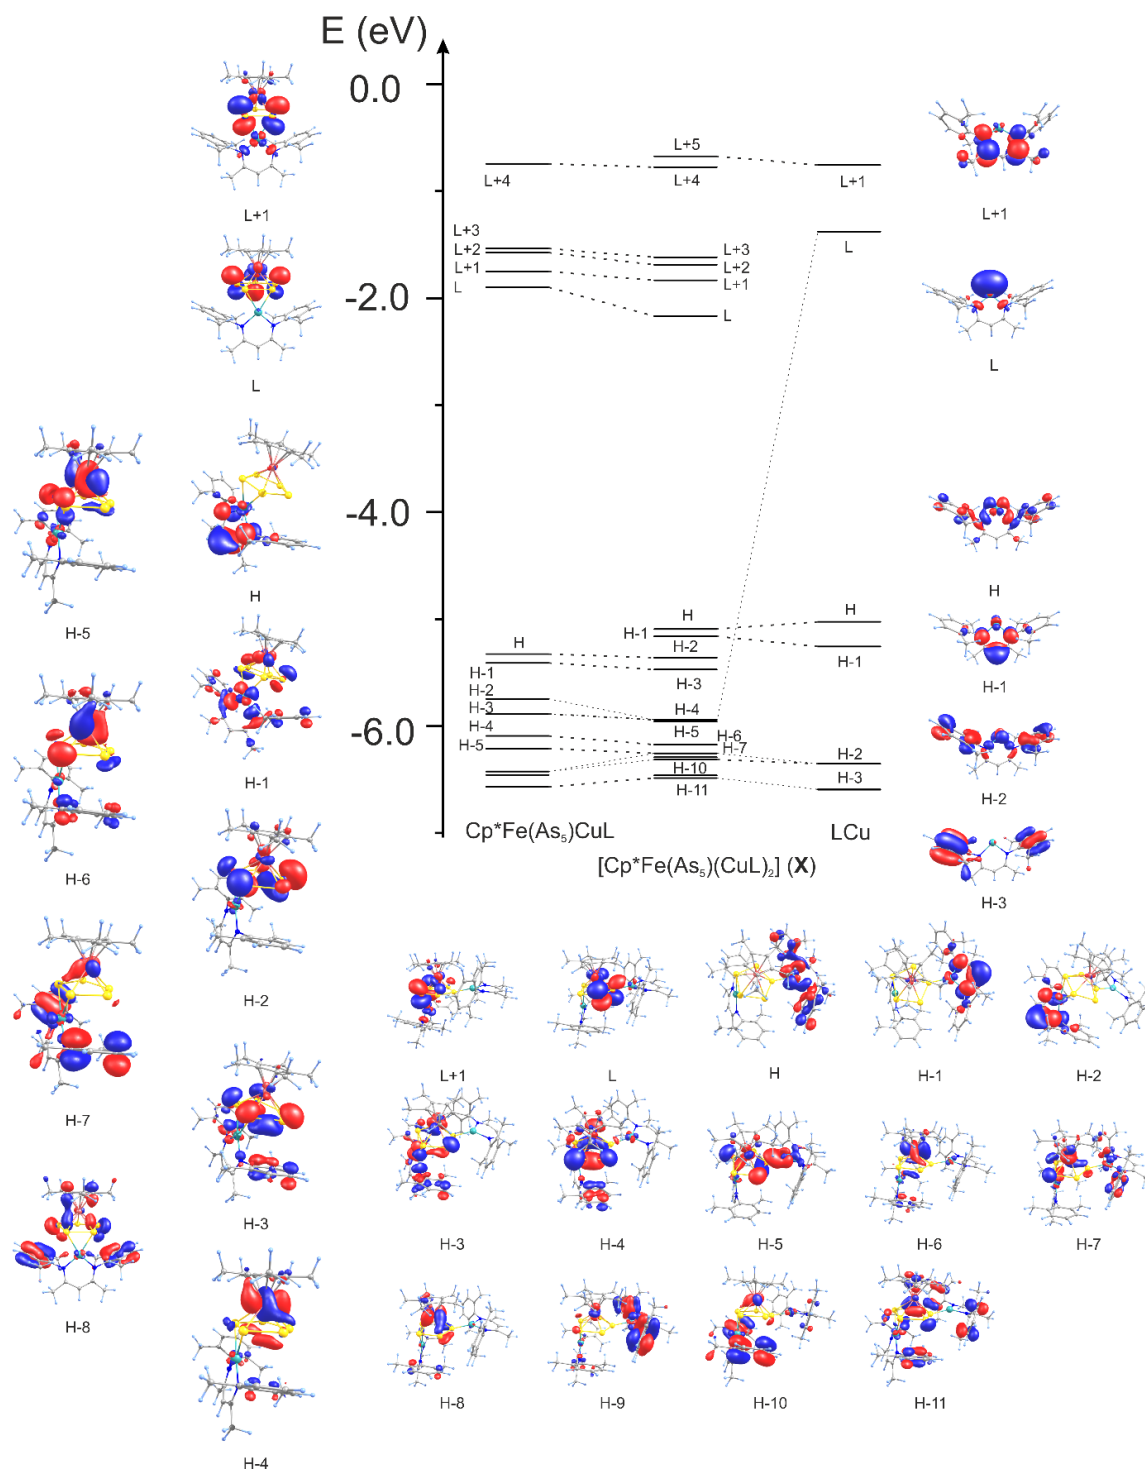 E (eV)
0.0
-2.0
-4.0
-6.0
L+1
L
H
H-1
H-2
H-3
H-4
H-5
H-6
H-7
H-8
L+4
L+3
L+2
L+1
L
H
H-1
H-2
H-3
H-4
H-5
Cp*Fe(As₅)CuL
L+5
L+4
L+3
L+2
L+1
L
H
H-1
H-2
H-3
H-4
H-5
H-6
H-7
H-10
H-11
[Cp*Fe(As₅)(CuL)₂] (X)
L+1
L
H
H-1
H-2
H-3
LCu
L+1
L
H
H-1
H-2
H-3
L+1 L H H-1 H-2
H-3 H-4 H-5 H-6 H-7
H-8 H-9 H-10 H-11